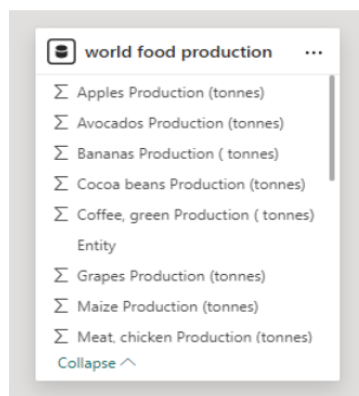 world food production ...
Σ Apples Production (tonnes)
Σ Avocados Production (tonnes)
Σ Bananas Production ( tonnes)
Σ Cocoa beans Production (tonnes)
Σ Coffee, green Production ( tonnes)
Entity
Σ Grapes Production (tonnes)
Σ Maize Production (tonnes)
Σ Meat, chicken Production (tonnes)
Collapse